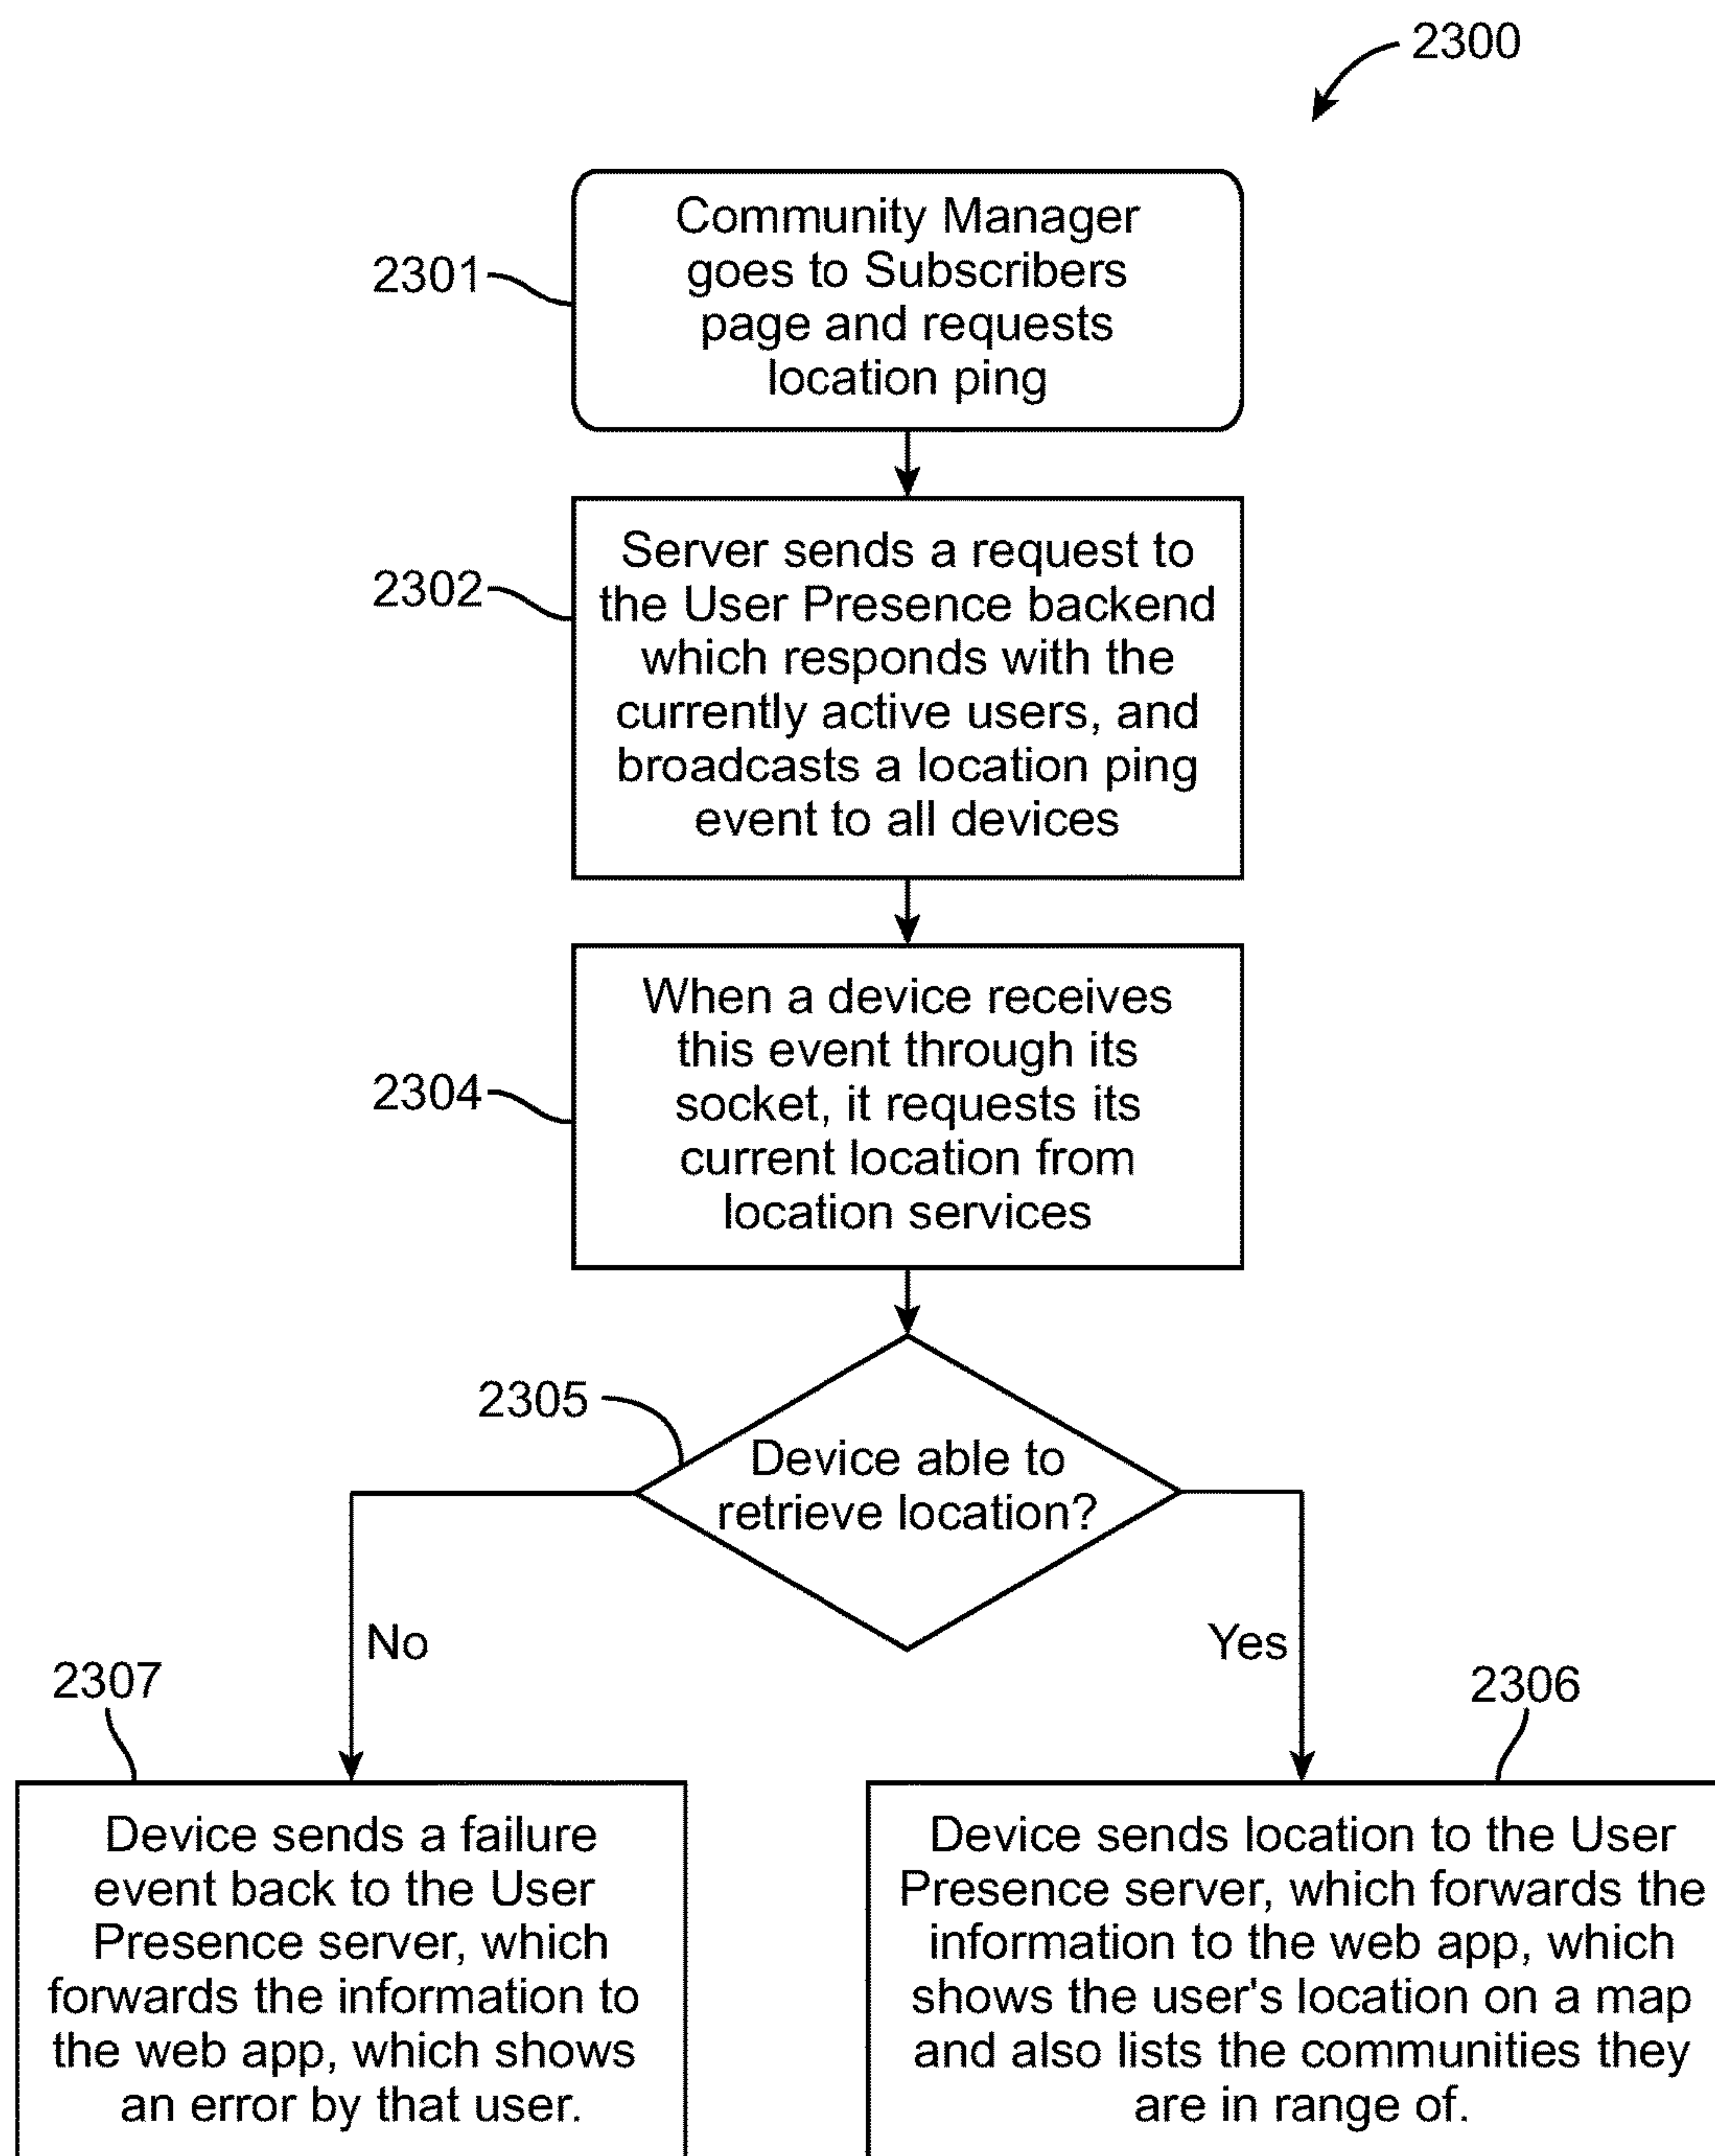 2300
2301
Community Manager
goes to Subscribers
page and requests
location ping
2302
Server sends a request to
the User Presence backend
which responds with the
currently active users, and
broadcasts a location ping
event to all devices
2304
When a device receives
this event through its
socket, it requests its
current location from
location services
2305
Device able to
retrieve location?
No
Yes
2307
Device sends a failure
event back to the User
Presence server, which
forwards the information to
the web app, which shows
an error by that user.
2306
Device sends location to the User
Presence server, which forwards the
information to the web app, which
shows the user's location on a map
and also lists the communities they
are in range of.